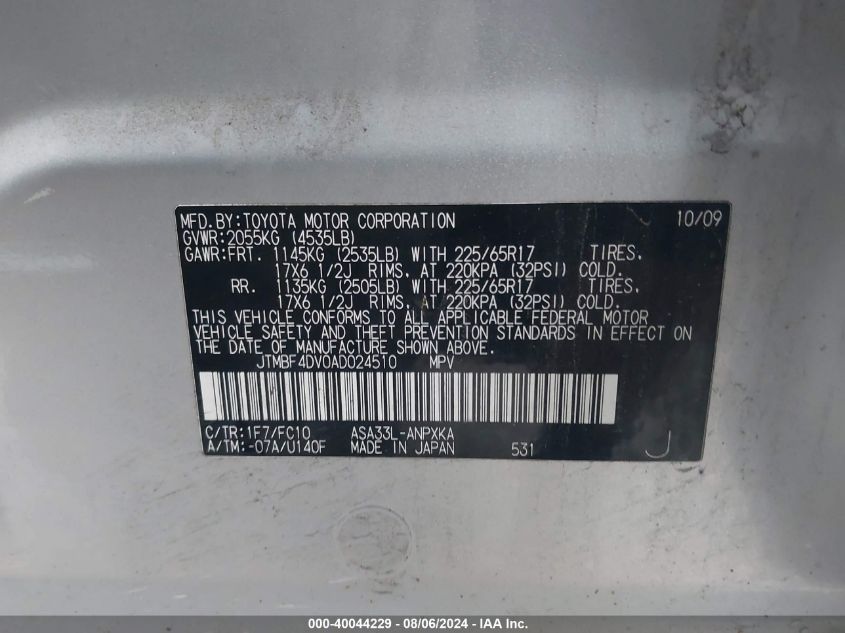 MFD.BY:TOYOTA MOTOR CORPORATION 10/09
GVWR:2055KG (4535LB)
GAWR:FRT. 1145KG (2535LB) WITH 225/65R17 TIRES.
17X6 1/2J RIMS, AT 220KPA (32PSI) COLD.
RR. 1135KG (2505LB) WITH 225/65R17 TIRES,
17X6 1/2J RIMS, AT 220KPA (32PSI) COLD.
THIS VEHICLE CONFORMS TO ALL APPLICABLE FEDERAL MOTOR
VEHICLE SAFETY AND THEFT PREVENTION STANDARDS IN EFFECT ON
THE DATE OF MANUFACTURE SHOWN ABOVE.
JTMBF4DV0AD024510 MPV
C/TR:1F7/FC10 ASA33L-ANPXKA
A/TM:-07A/U140F MADE IN JAPAN 531 J
000-40044229 - 08/06/2024 - IAA Inc.